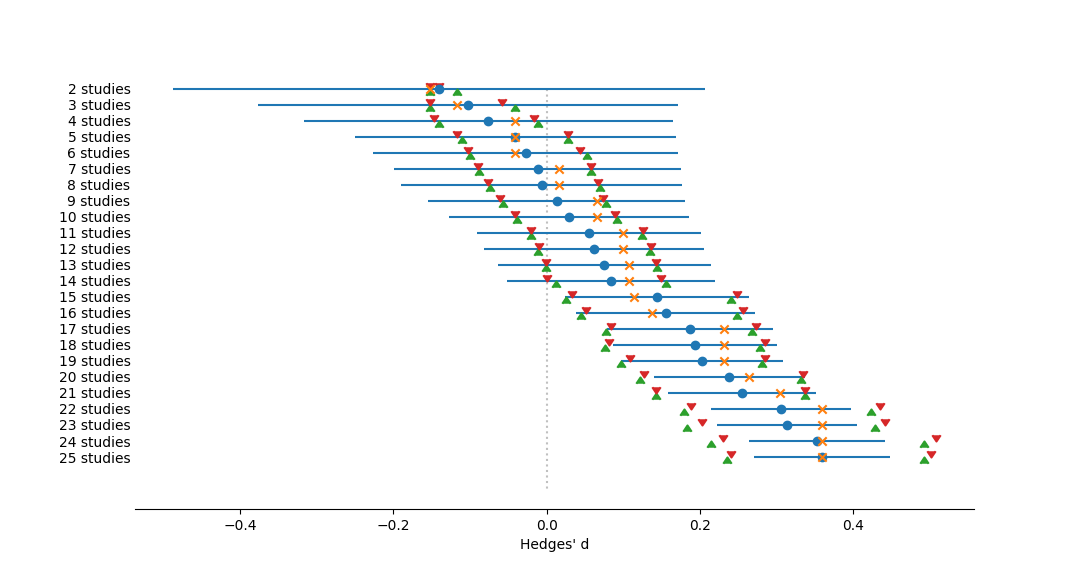 2 studies
3 studies
4 studies
5 studies
6 studies
7 studies
8 studies
9 studies
10 studies
11 studies
12 studies
13 studies
14 studies
15 studies
16 studies
17 studies
18 studies
19 studies
20 studies
21 studies
22 studies
23 studies
24 studies
25 studies
−0.4 −0.2 0.0 0.2 0.4
Hedges' d